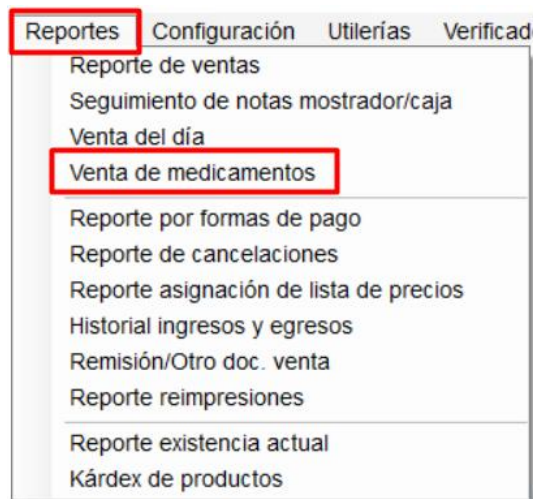 Reportes Configuración Utilerías Verificad
Reporte de ventas
Seguimiento de notas mostrador/caja
Venta del día
Venta de medicamentos
Reporte por formas de pago
Reporte de cancelaciones
Reporte asignación de lista de precios
Historial ingresos y egresos
Remisión/Otro doc. venta
Reporte reimpresiones
Reporte existencia actual
Kárdex de productos